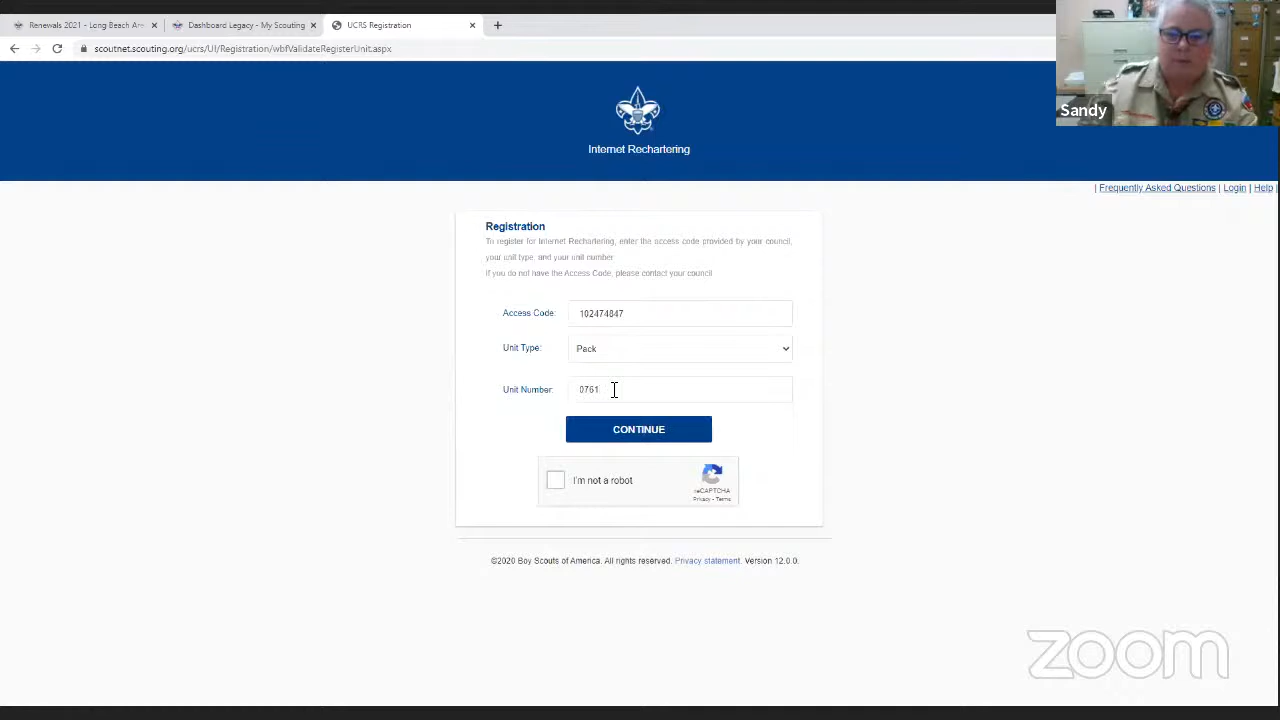 Renewals 2021 - Long Beach Are
Dashboard Legacy - My Scouting
UCRS Registration
scoutnet.scouting.org/ucrs/UI/Registration/wbfValidateRegisterUnit.aspx
Sandy
Internet Rechartering
| Frequently Asked Questions | Login | Help |
Registration
To register for Internet Rechartering, enter the access code provided by your council,
your unit type, and your unit number
If you do not have the Access Code, please contact your council
Access Code: 102474847
Unit Type: Pack
Unit Number: 0761
CONTINUE
I'm not a robot
reCAPTCHA
Privacy - Terms
©2020 Boy Scouts of America. All rights reserved. Privacy statement. Version 12.0.0.
zoom